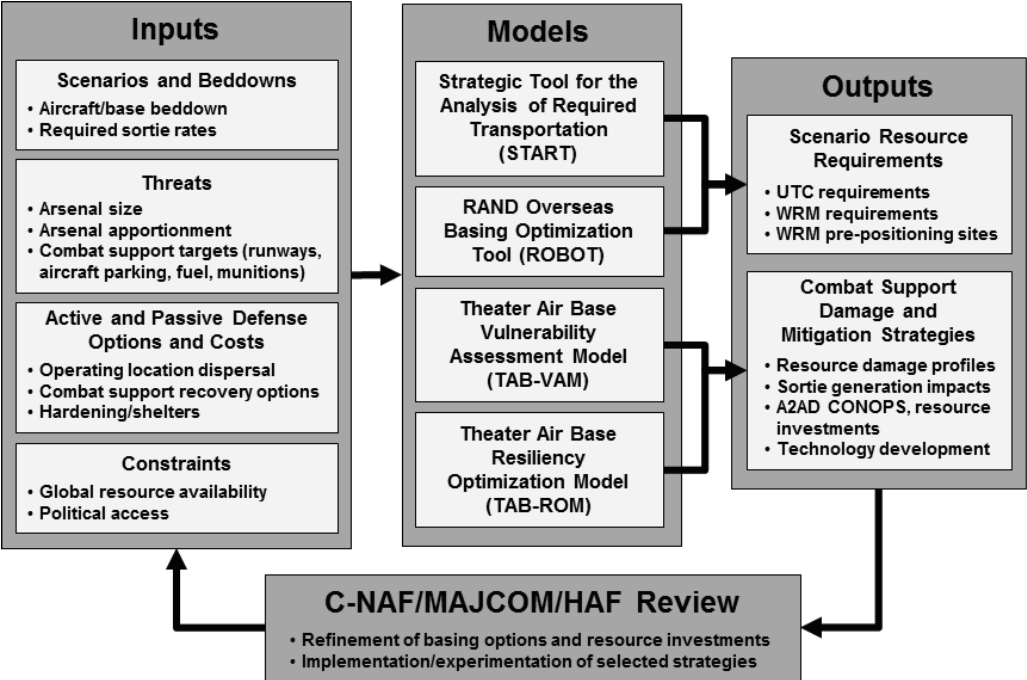 Inputs
Scenarios and Beddowns
• Aircraft/base beddown
• Required sortie rates
Threats
• Arsenal size
• Arsenal apportionment
• Combat support targets (runways,
aircraft parking, fuel, munitions)
Active and Passive Defense
Options and Costs
• Operating location dispersal
• Combat support recovery options
• Hardening/shelters
Constraints
• Global resource availability
• Political access
Models
Strategic Tool for the
Analysis of Required
Transportation
(START)
RAND Overseas
Basing Optimization
Tool (ROBOT)
Theater Air Base
Vulnerability
Assessment Model
(TAB-VAM)
Theater Air Base
Resiliency
Optimization Model
(TAB-ROM)
Outputs
Scenario Resource
Requirements
• UTC requirements
• WRM requirements
• WRM pre-positioning sites
Combat Support
Damage and
Mitigation Strategies
• Resource damage profiles
• Sortie generation impacts
• A2AD CONOPS, resource
investments
• Technology development
C-NAF/MAJCOM/HAF Review
• Refinement of basing options and resource investments
• Implementation/experimentation of selected strategies